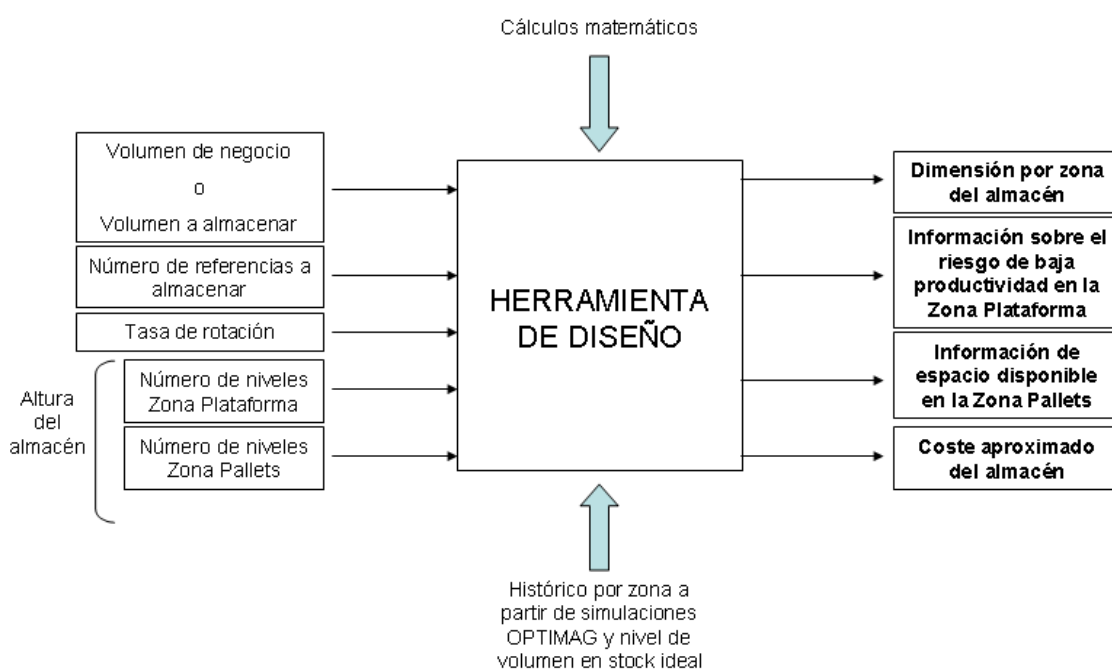 Cálculos matemáticos
Volumen de negocio
o
Volumen a almacenar
Número de referencias a
almacenar
Tasa de rotación
Altura
del
almacén
Número de niveles
Zona Plataforma
Número de niveles
Zona Pallets
HERRAMIENTA
DE DISEÑO
Dimensión por zona
del almacén
Información sobre el
riesgo de baja
productividad en la
Zona Plataforma
Información de
espacio disponible
en la Zona Pallets
Coste aproximado
del almacén
Histórico por zona a
partir de simulaciones
OPTIMAG y nivel de
volumen en stock ideal